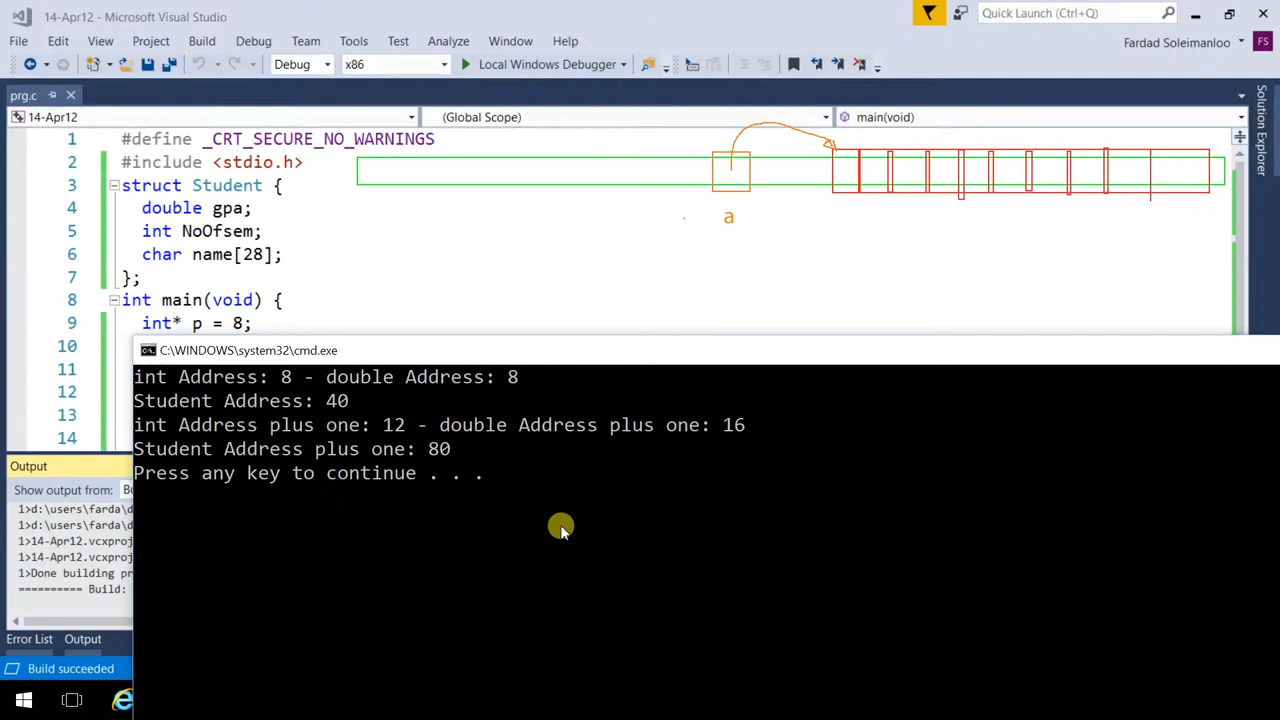 14-Apr12 - Microsoft Visual Studio
Quick Launch (Ctrl+Q)
File Edit View Project Build Debug Team Tools Test Analyze Window Help
Fardad Soleimanloo FS
Debug x86 Local Windows Debugger
prg.c
14-Apr12 (Global Scope) main(void)
Solution Explorer
1 #define _CRT_SECURE_NO_WARNINGS
2 #include <stdio.h>
3 struct Student {
4 double gpa;
a
5 int NoOfsem;
6 char name[28];
7 };
8 int main(void) {
9 int* p = 8;
10
11
12
13
14
C:\WINDOWS\system32\cmd.exe
int Address: 8 - double Address: 8
Student Address: 40
int Address plus one: 12 - double Address plus one: 16
Student Address plus one: 80
Press any key to continue . . .
Output
Show output from: Bu
1>d:\users\farda\d
1>d:\users\farda\d
1>14-Apr12.vcxproj
1>14-Apr12.vcxproj
1>Done building pr
========== Build:
Error List Output
Build succeeded